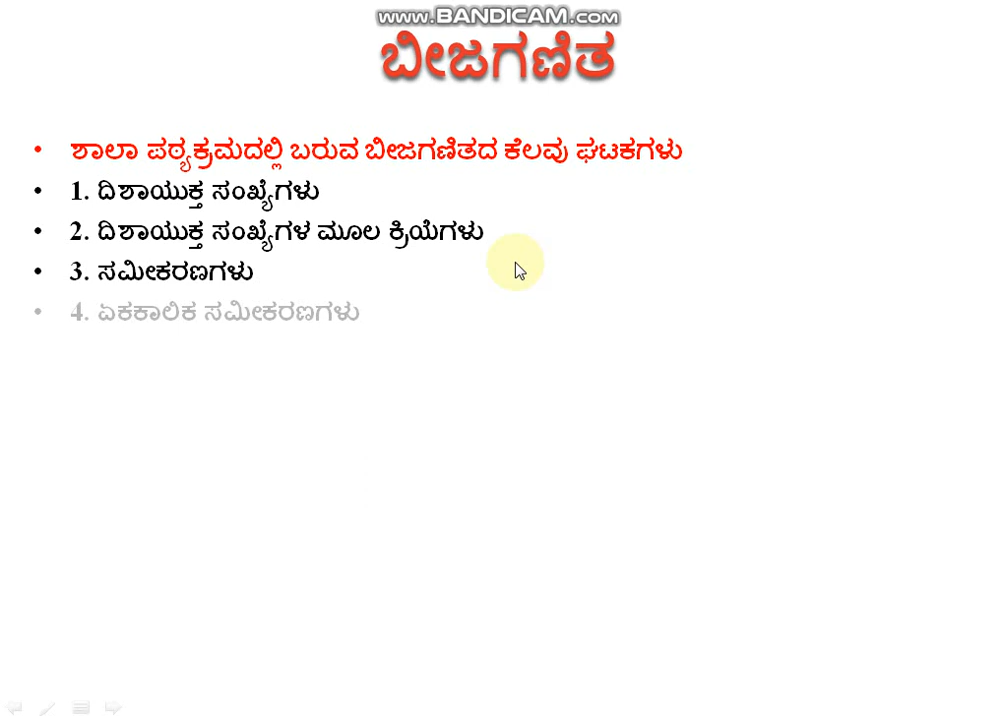 www.BANDICAM.com
ಬೀಜಗಣಿತ
• ಶಾಲಾ ಪಠ್ಯಕ್ರಮದಲ್ಲಿ ಬರುವ ಬೀಜಗಣಿತದ ಕೆಲವು ಘಟಕಗಳು
• 1. ದಿಶಾಯುಕ್ತ ಸಂಖ್ಯೆಗಳು
• 2. ದಿಶಾಯುಕ್ತ ಸಂಖ್ಯೆಗಳ ಮೂಲ ಕ್ರಿಯೆಗಳು
• 3. ಸಮೀಕರಣಗಳು
• 4. ಏಕಕಾಲಿಕ ಸಮೀಕರಣಗಳು